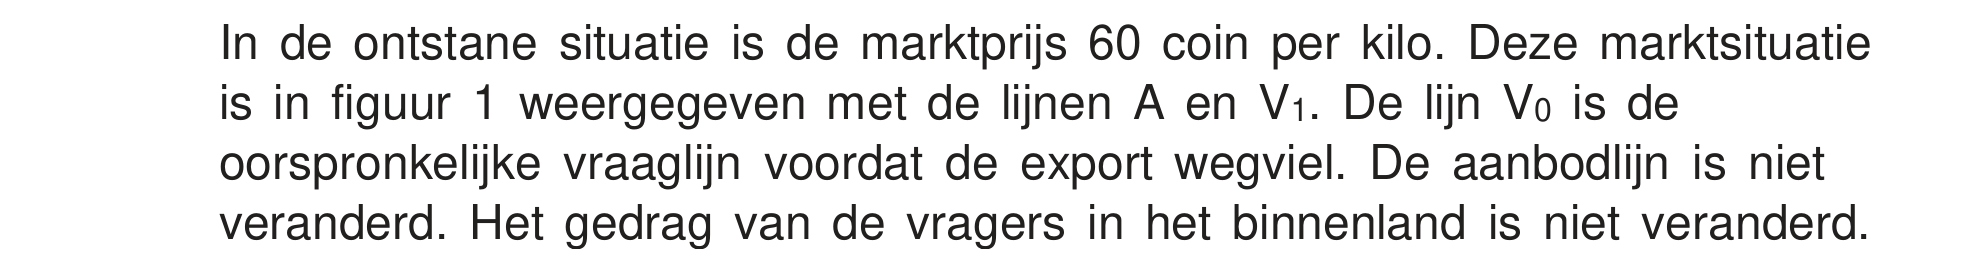 In de ontstane situatie is de marktprijs 60 coin per kilo. Deze marktsituatie
is in figuur 1 weergegeven met de lijnen A en V₁. De lijn V₀ is de
oorspronkelijke vraaglijn voordat de export wegviel. De aanbodlijn is niet
veranderd. Het gedrag van de vragers in het binnenland is niet veranderd.